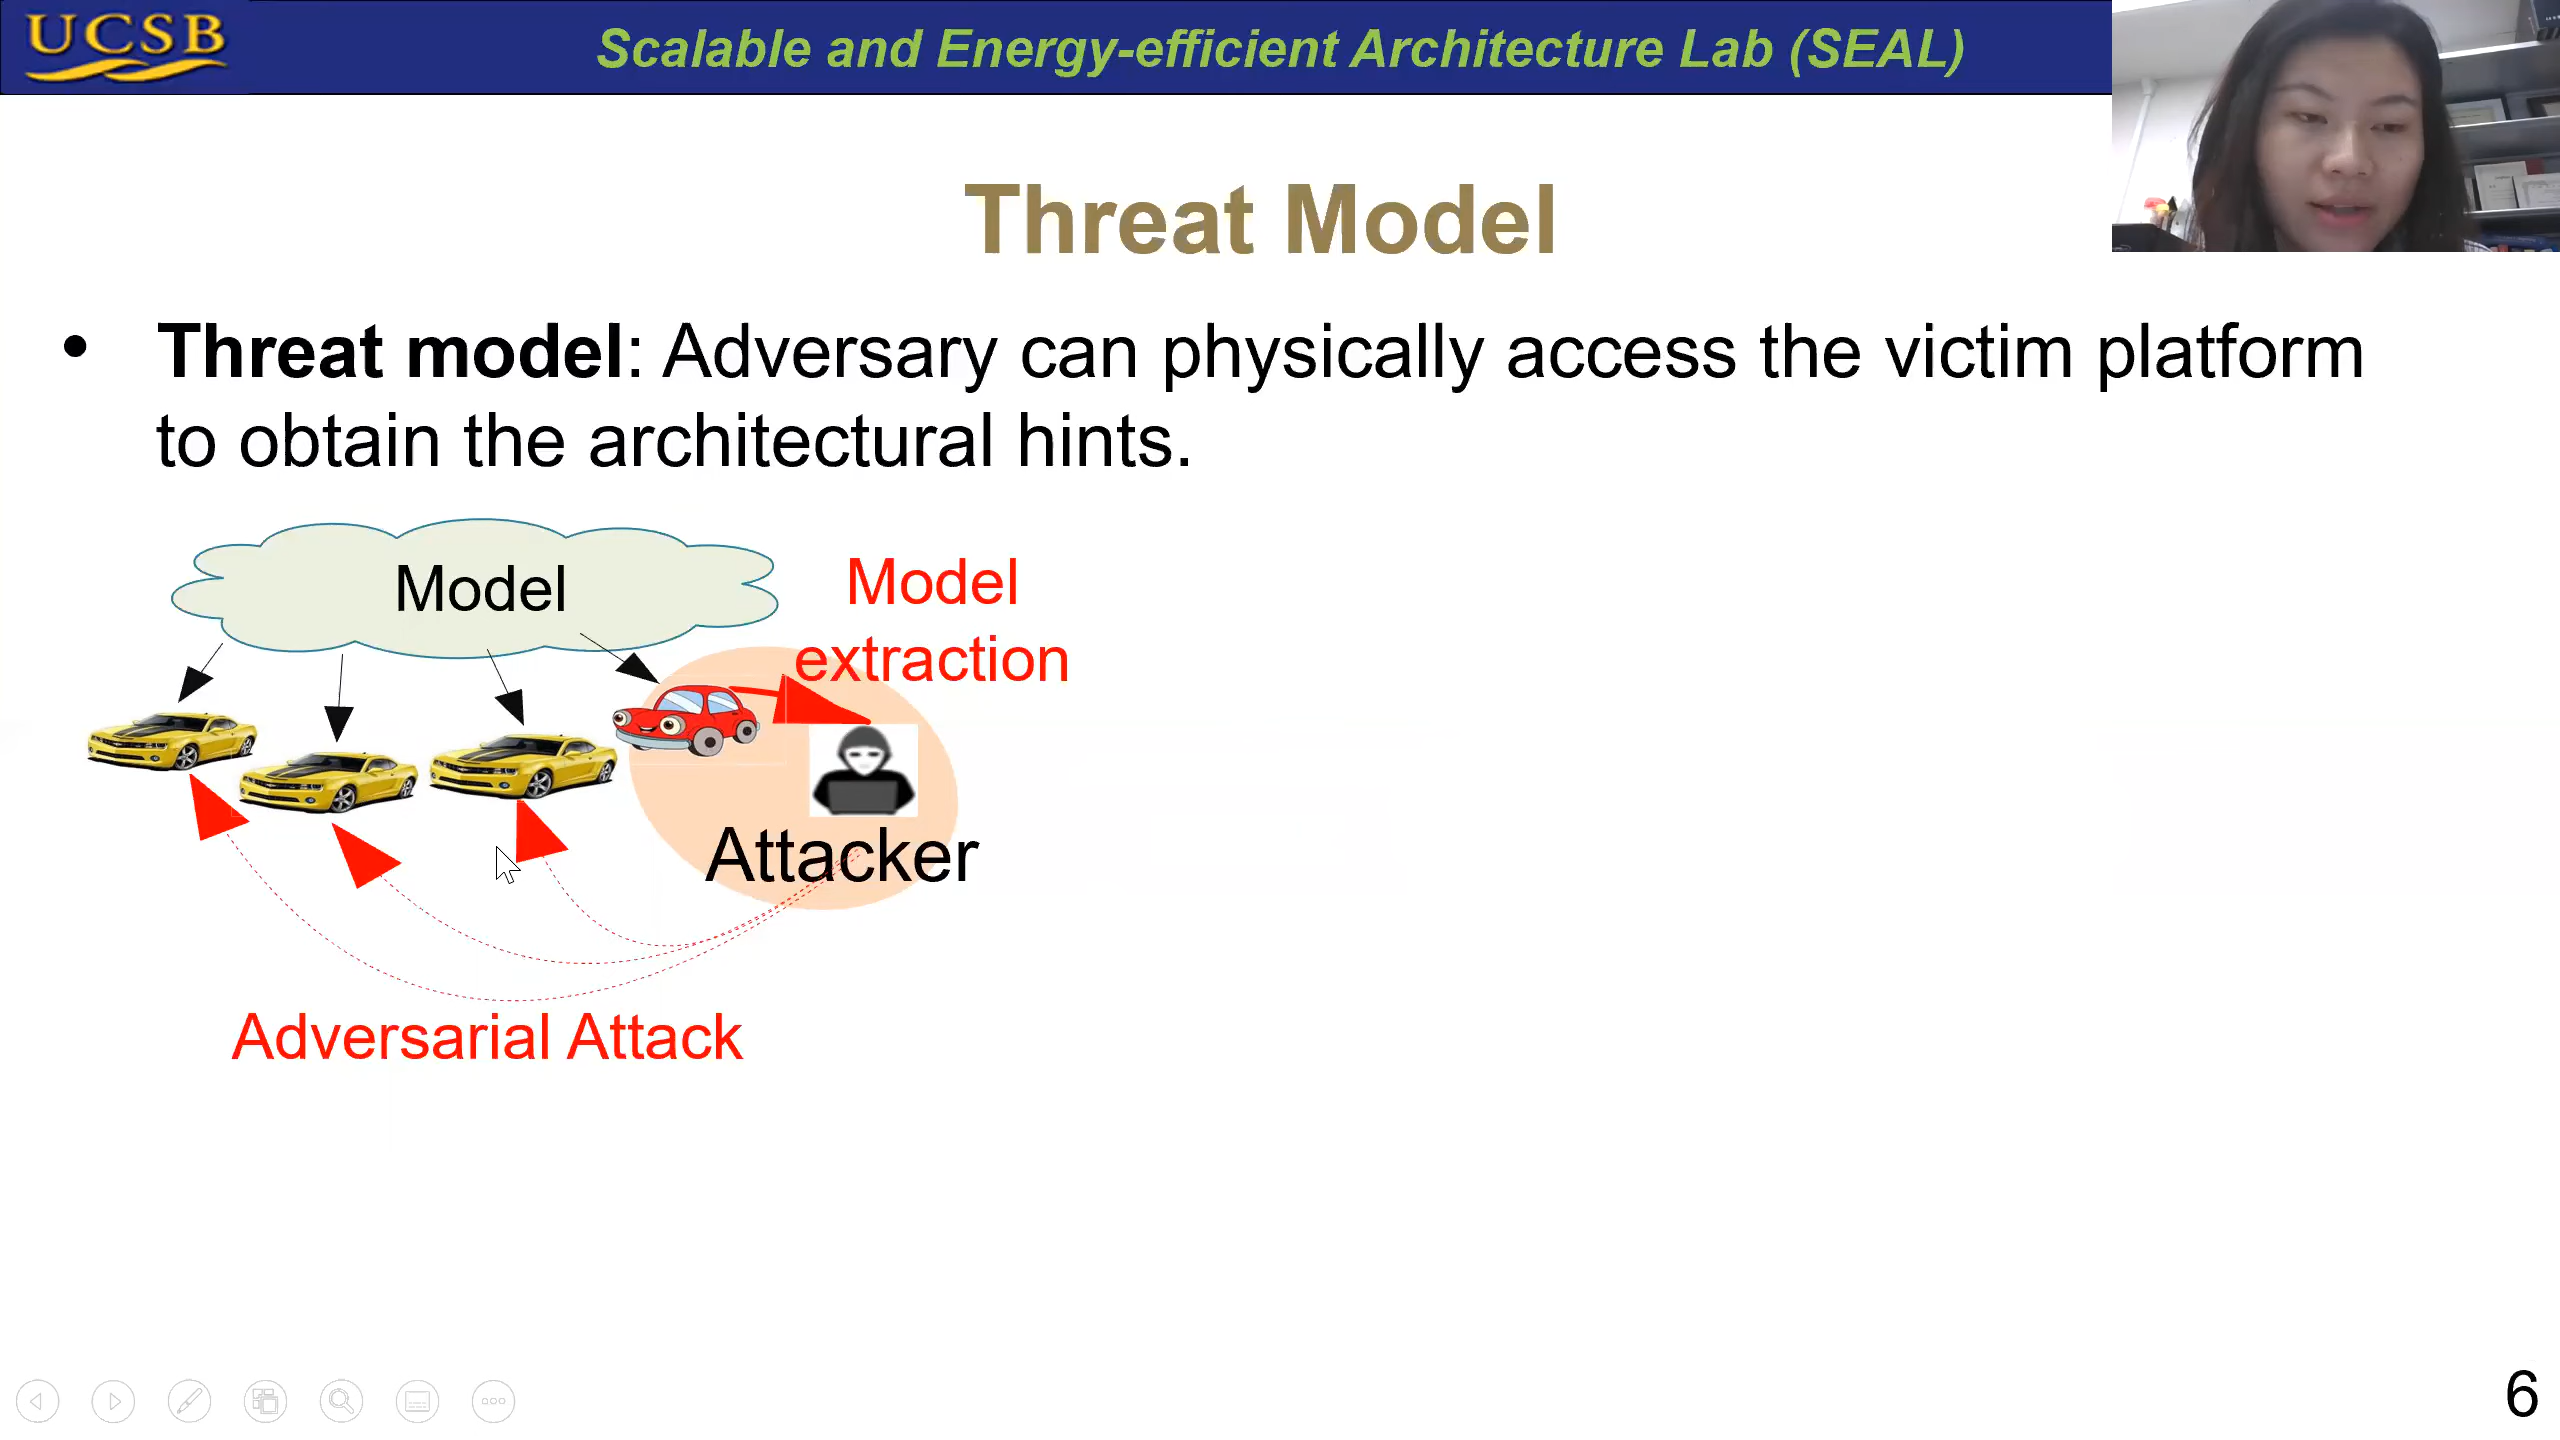 UCSB
Scalable and Energy-efficient Architecture Lab (SEAL)
Threat Model
• Threat model: Adversary can physically access the victim platform
to obtain the architectural hints.
Model
Model
extraction
Attacker
Adversarial Attack
6